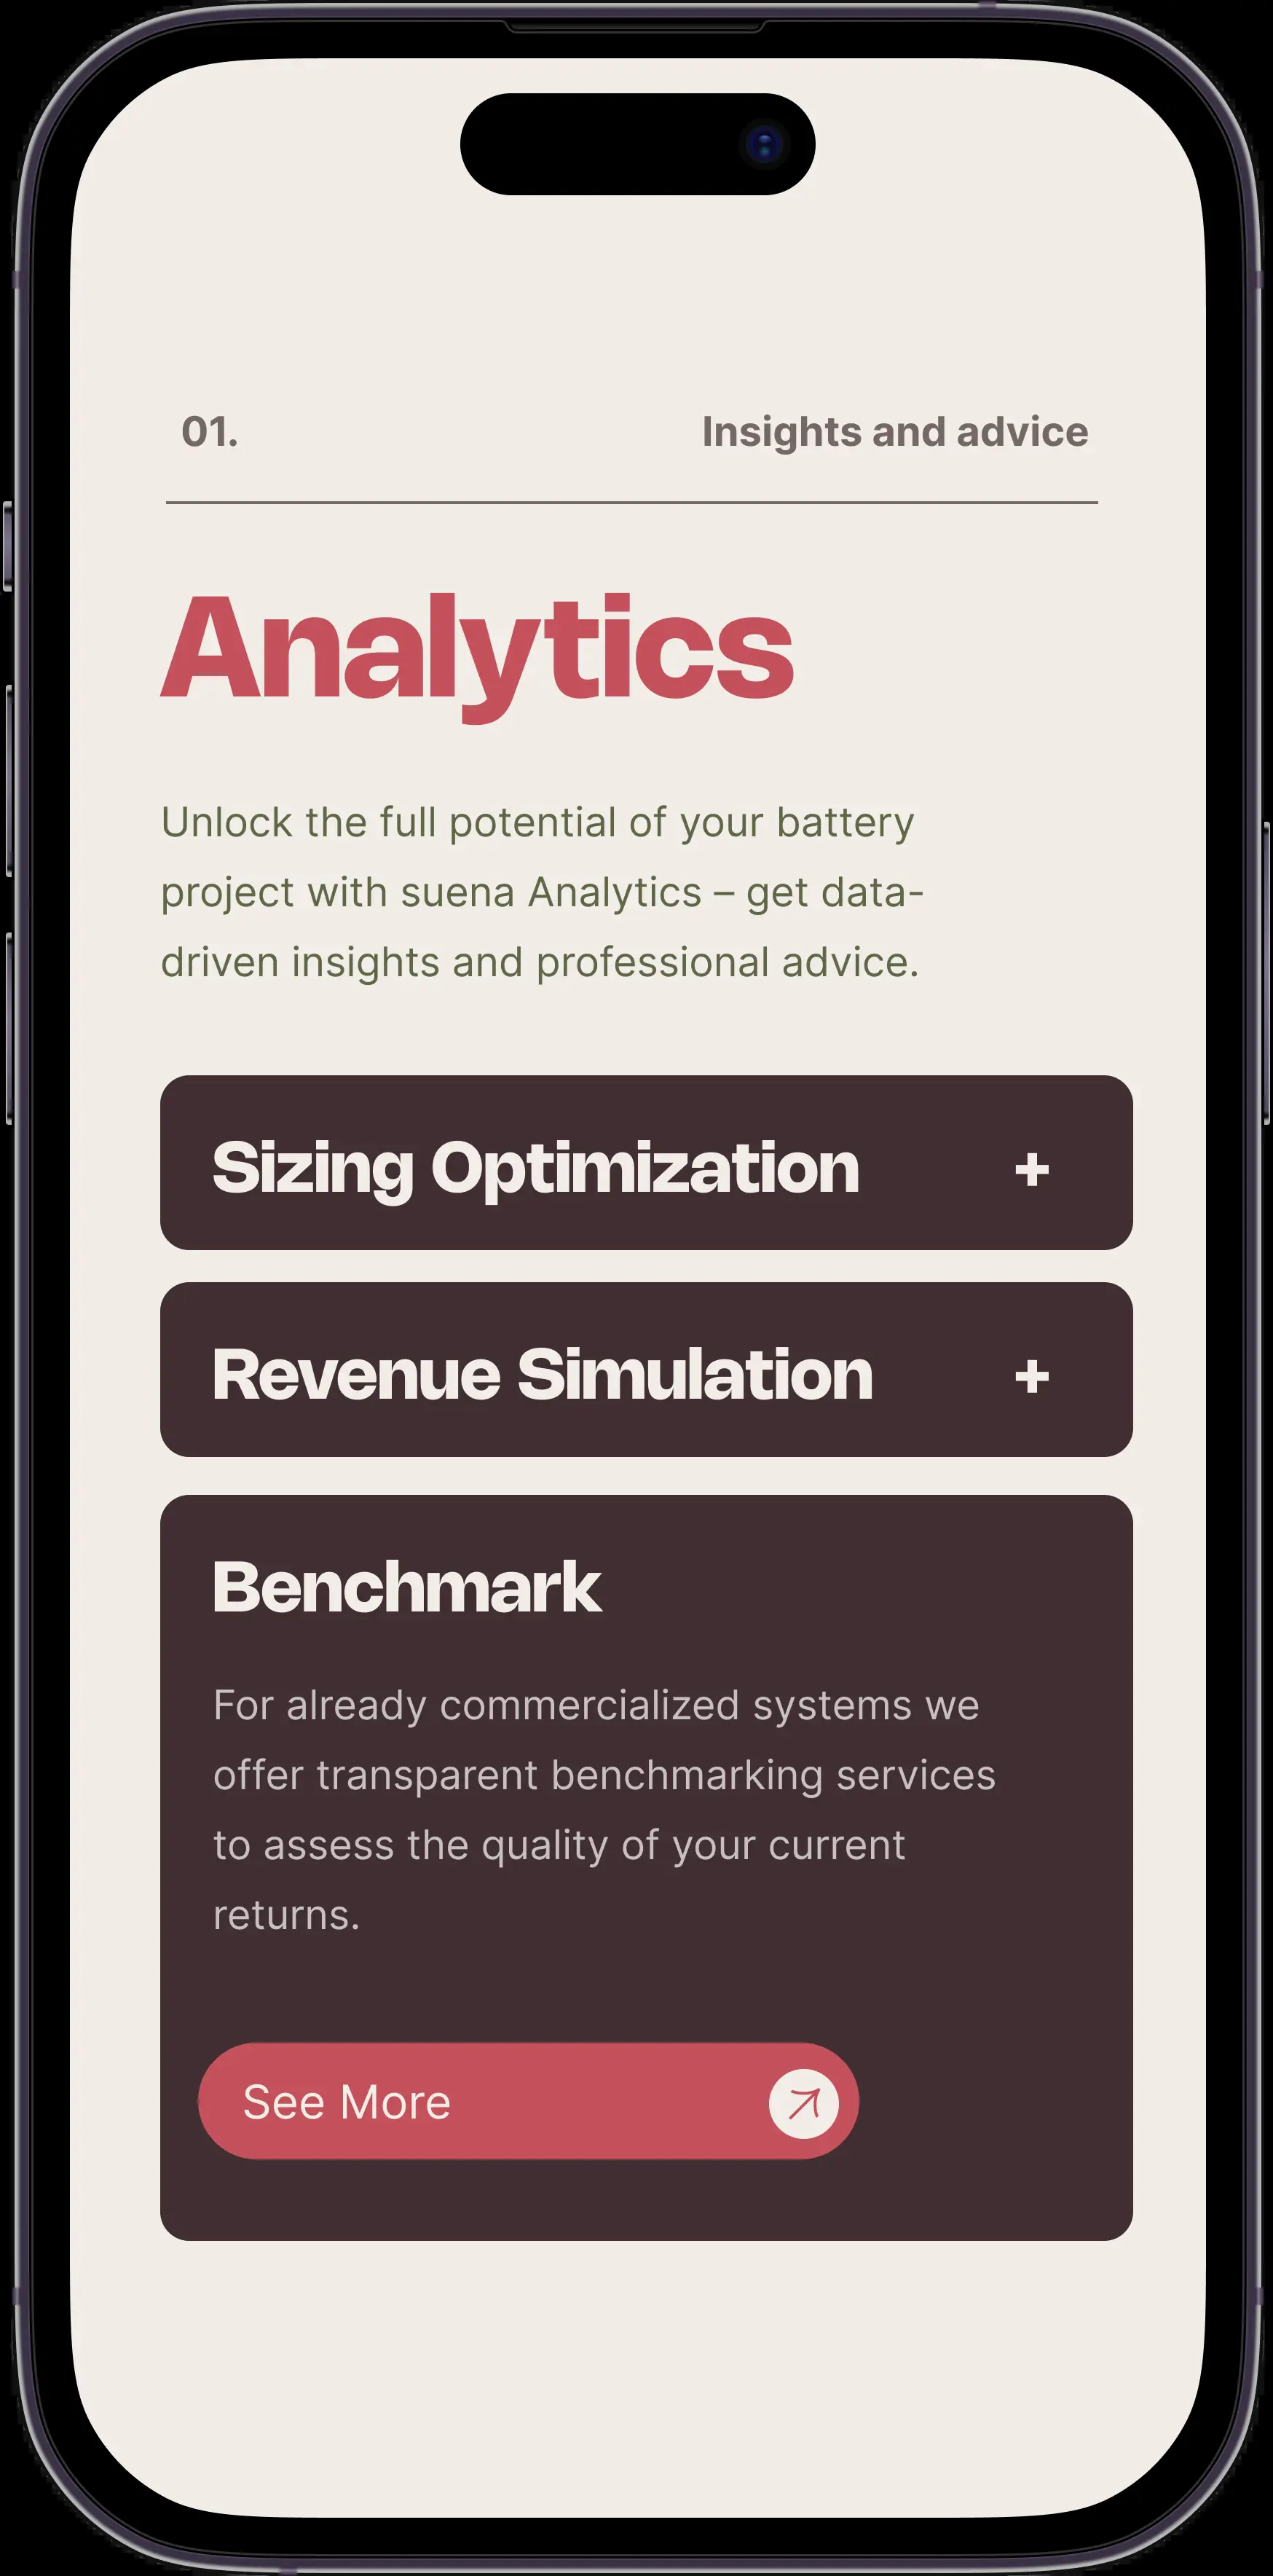 01.
Insights and advice
Analytics
Unlock the full potential of your battery
project with suena Analytics – get data-
driven insights and professional advice.
Sizing Optimization +
Revenue Simulation +
Benchmark
For already commercialized systems we
offer transparent benchmarking services
to assess the quality of your current
returns.
See More